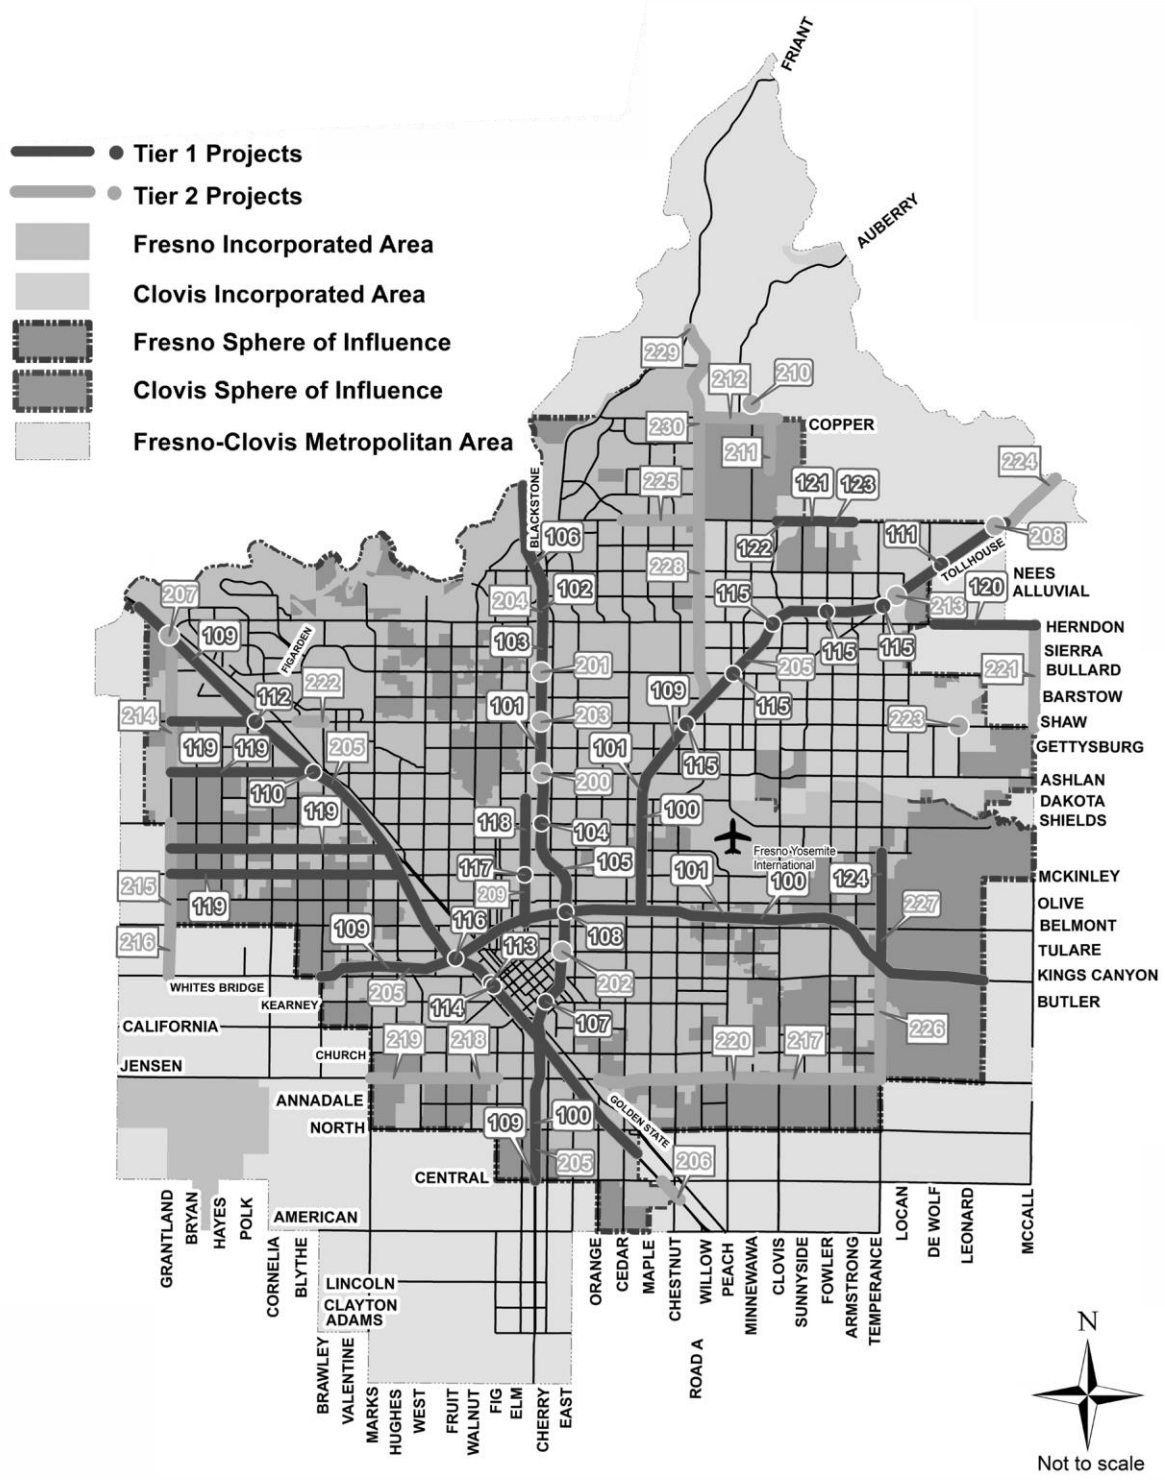 FRIANT
Tier 1 Projects
Tier 2 Projects
AUBERRY
Fresno Incorporated Area
Clovis Incorporated Area
Fresno Sphere of Influence
Clovis Sphere of Influence
Fresno-Clovis Metropolitan Area
229
212
210
230
COPPER
211
224
225
121
123
BLACKSTONE
106
122
111
208
TOLLHOUSE
228
NEES
ALLUVIAL
120
207
204
102
115
213
109
FIGARDEN
103
HERNDON
201
205
115
115
SIERRA
BULLARD
221
112
222
109
115
BARSTOW
101
214
203
223
SHAW
119
119
205
101
115
GETTYSBURG
110
200
ASHLAN
119
100
DAKOTA
118
104
SHIELDS
Fresno Yosemite
International
117
105
101
100
124
MCKINLEY
215
209
119
227
OLIVE
116
BELMONT
109
113
108
216
TULARE
WHITES BRIDGE
205
202
KINGS CANYON
KEARNEY
114
107
BUTLER
CALIFORNIA
226
219
218
220
217
CHURCH
JENSEN
ANNADALE
109
100
GOLDEN STATE
NORTH
205
206
CENTRAL
GRANTLAND
BRYAN
HAYES
POLK
CORNELIA
BLYTHE
AMERICAN
LINCOLN
CLAYTON
ADAMS
ORANGE
CEDAR
MAPLE
CHESTNUT
WILLOW
PEACH
MINNEWAWA
CLOVIS
SUNNYSIDE
FOWLER
ARMSTRONG
TEMPERANCE
LOCAN
DE WOLF
LEONARD
MCCALL
BRAWLEY
VALENTINE
MARKS
HUGHES
WEST
FRUIT
WALNUT
FIG
ELM
CHERRY
EAST
ROAD A
N
Not to scale